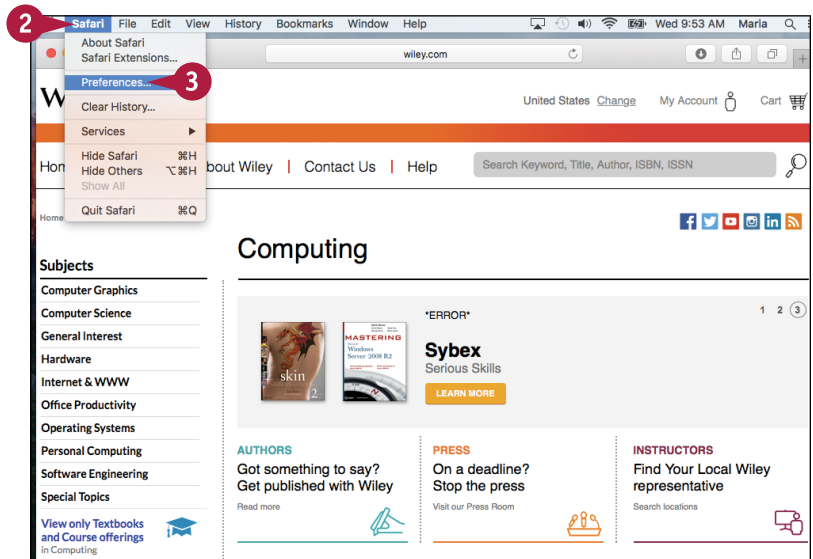 2
Safari File Edit View History Bookmarks Window Help Wed 9:53 AM Maria
About Safari
Safari Extensions...
Preferences...
3
Clear History...
Services
Hide Safari ⌘H
Hide Others ⌥⌘H
Show All
Quit Safari ⌘Q
wiley.com
W
United States Change My Account Cart
Hon
bout Wiley | Contact Us | Help
Search Keyword, Title, Author, ISBN, ISSN
Home
Computing
Subjects
Computer Graphics
Computer Science
General Interest
Hardware
Internet & WWW
Office Productivity
Operating Systems
Personal Computing
Software Engineering
Special Topics
View only Textbooks
and Course offerings
in Computing
1 2 3
skin
2
MASTERING
Windows
Server 2008 R2
*ERROR*
Sybex
Serious Skills
LEARN MORE
AUTHORS
Got something to say?
Get published with Wiley
Read more
PRESS
On a deadline?
Stop the press
Visit our Press Room
INSTRUCTORS
Find Your Local Wiley
representative
Search locations